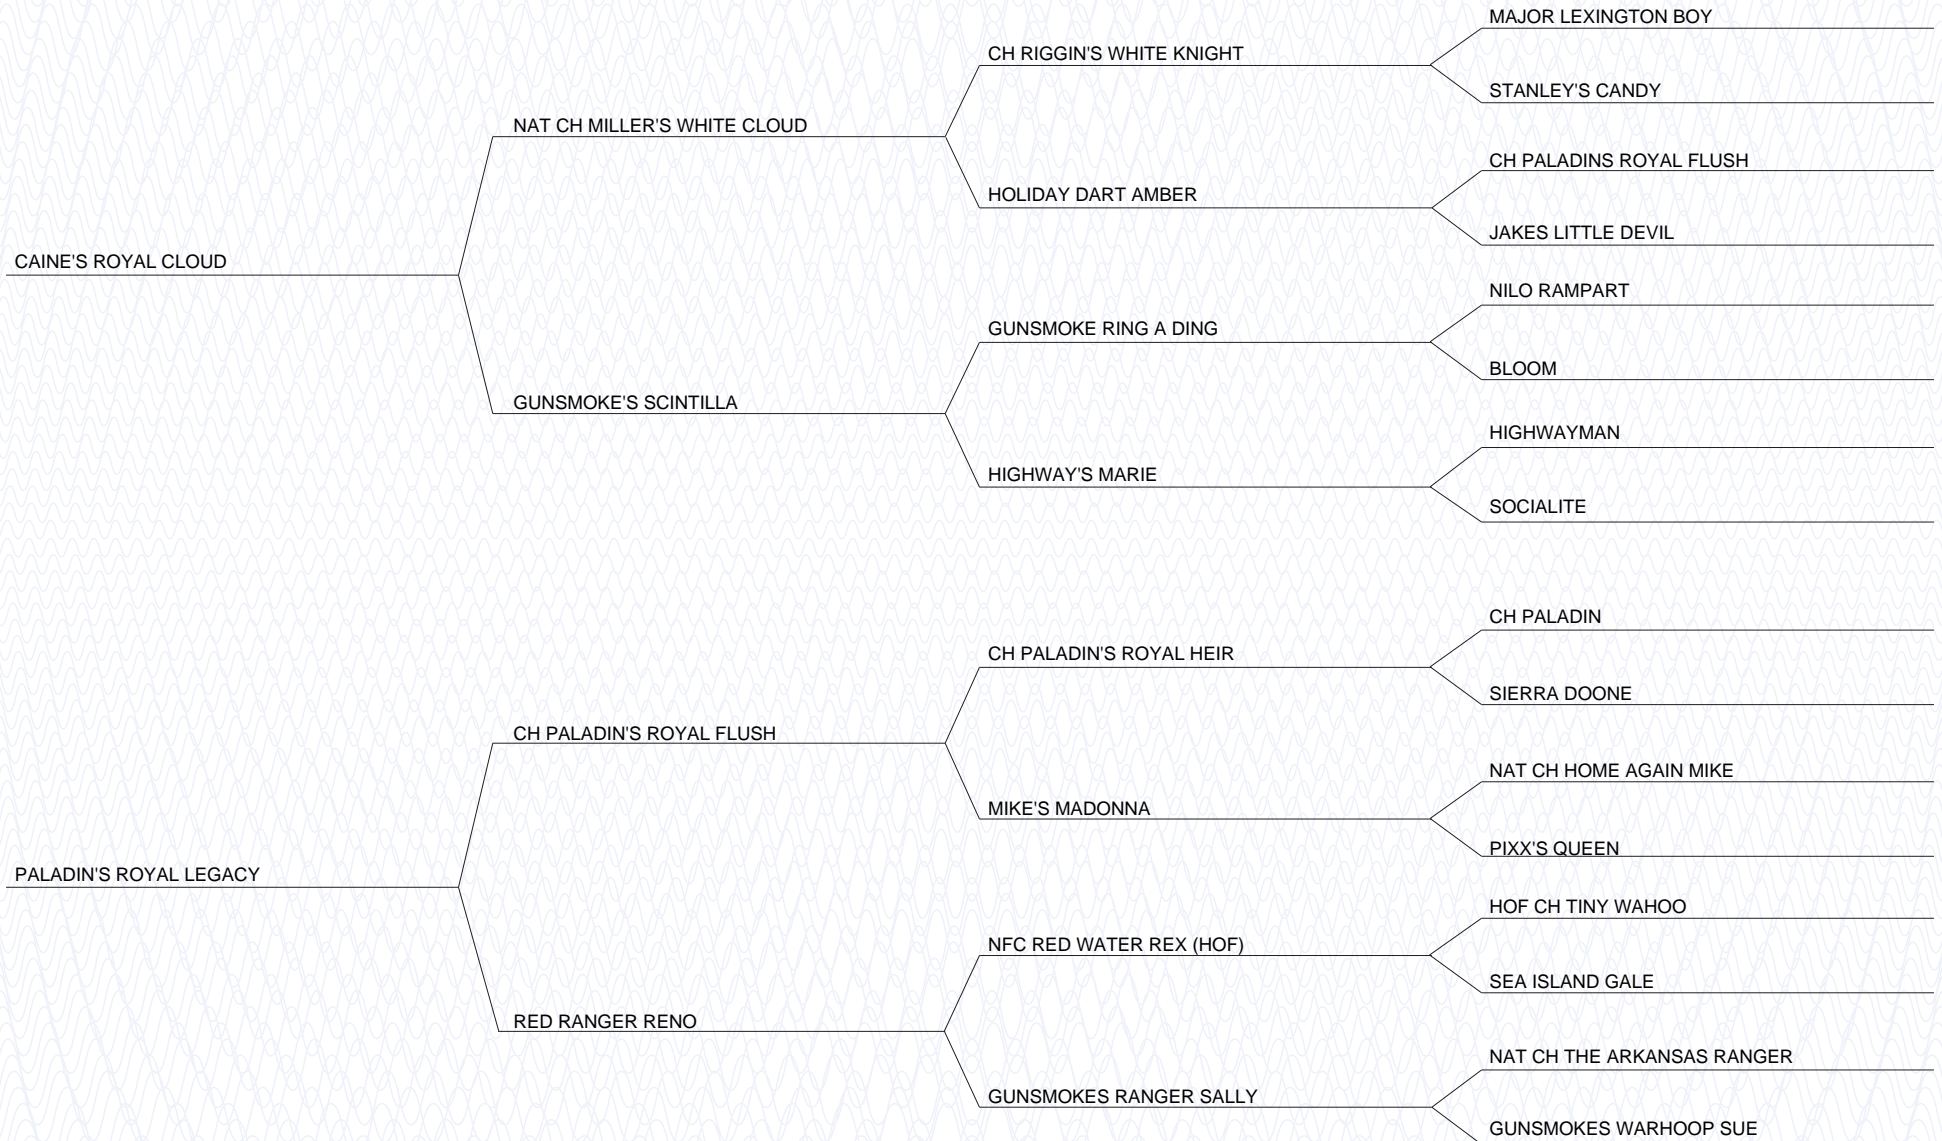 MAJOR LEXINGTON BOY
CH RIGGIN'S WHITE KNIGHT
STANLEY'S CANDY
NAT CH MILLER'S WHITE CLOUD
CH PALADINS ROYAL FLUSH
HOLIDAY DART AMBER
JAKES LITTLE DEVIL
CAINE'S ROYAL CLOUD
NILO RAMPART
GUNSMOKE RING A DING
BLOOM
GUNSMOKE'S SCINTILLA
HIGHWAYMAN
HIGHWAY'S MARIE
SOCIALITE
CH PALADIN
CH PALADIN'S ROYAL HEIR
SIERRA DOONE
CH PALADIN'S ROYAL FLUSH
NAT CH HOME AGAIN MIKE
MIKE'S MADONNA
PIXX'S QUEEN
PALADIN'S ROYAL LEGACY
HOF CH TINY WAHOO
NFC RED WATER REX (HOF)
SEA ISLAND GALE
RED RANGER RENO
NAT CH THE ARKANSAS RANGER
GUNSMOKES RANGER SALLY
GUNSMOKES WARHOOP SUE